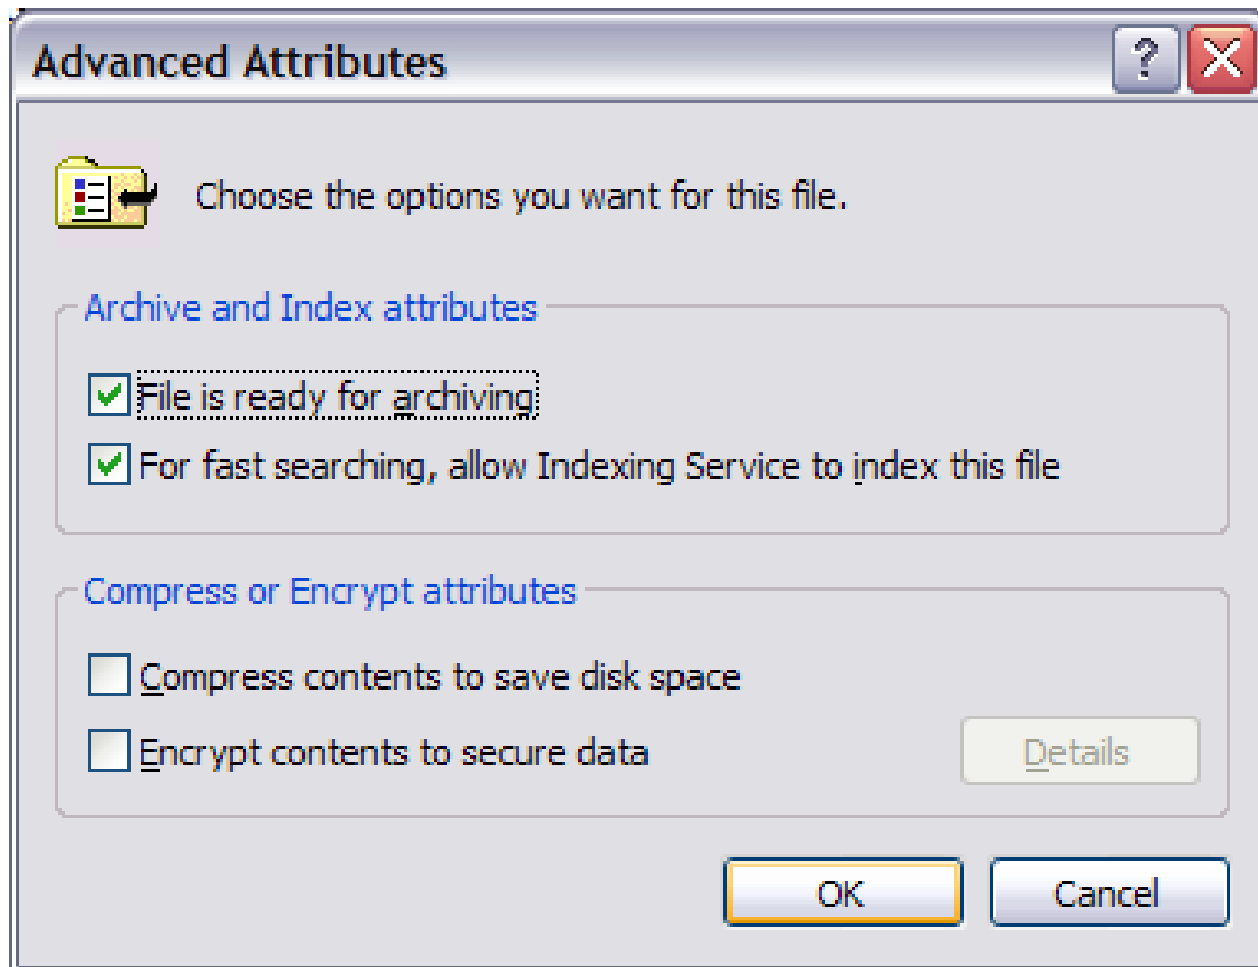 Advanced Attributes
?
Choose the options you want for this file.
Archive and Index attributes
File is ready for archiving
For fast searching, allow Indexing Service to index this file
Compress or Encrypt attributes
Compress contents to save disk space
Encrypt contents to secure data
Details
OK
Cancel